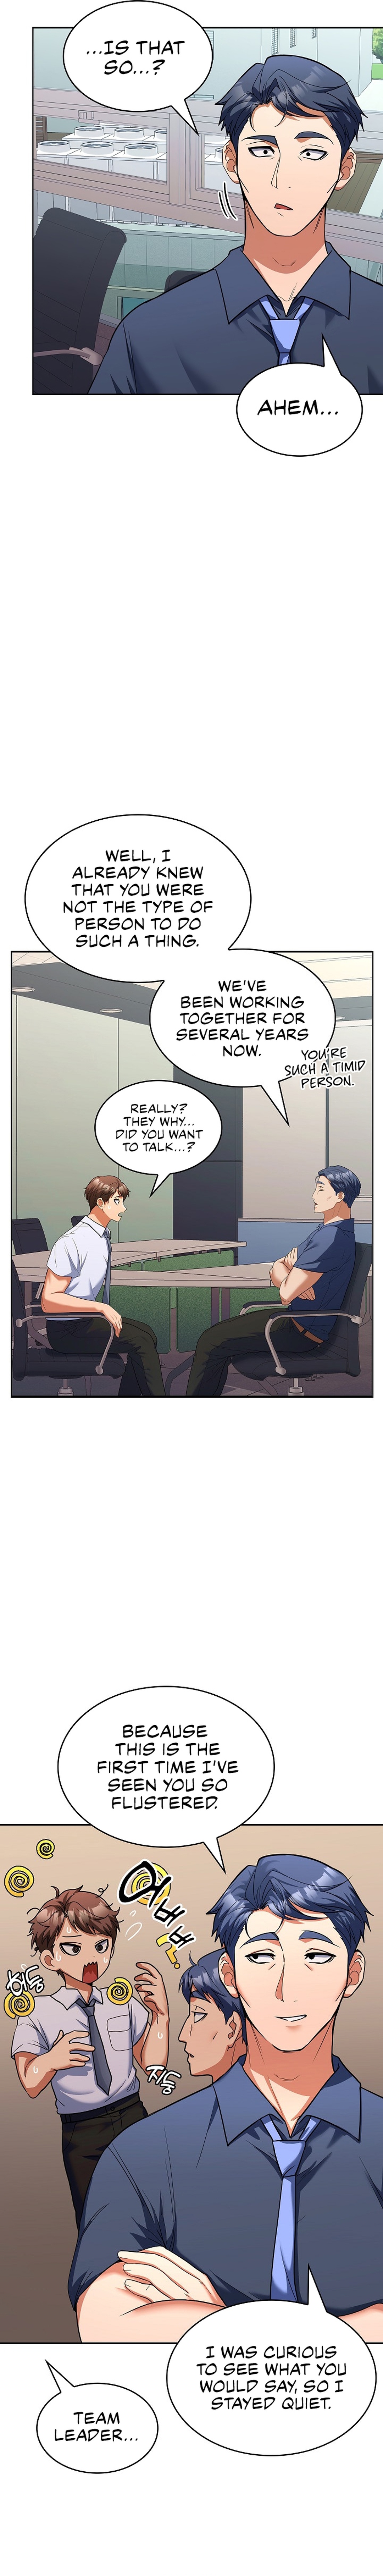 ...IS THAT
SO...?
AHEM...
WELL, I
ALREADY KNEW
THAT YOU WERE
NOT THE TYPE OF
PERSON TO DO
SUCH A THING.
WE'VE
BEEN WORKING
TOGETHER FOR
SEVERAL YEARS
NOW.
YOU'RE
SUCH A TIMID
PERSON.
REALLY?
THEY WHY...
DID YOU WANT
TO TALK...?
BECAUSE
THIS IS THE
FIRST TIME I'VE
SEEN YOU SO
FLUSTERED.
I WAS CURIOUS
TO SEE WHAT YOU
WOULD SAY, SO I
STAYED QUIET.
TEAM
LEADER...